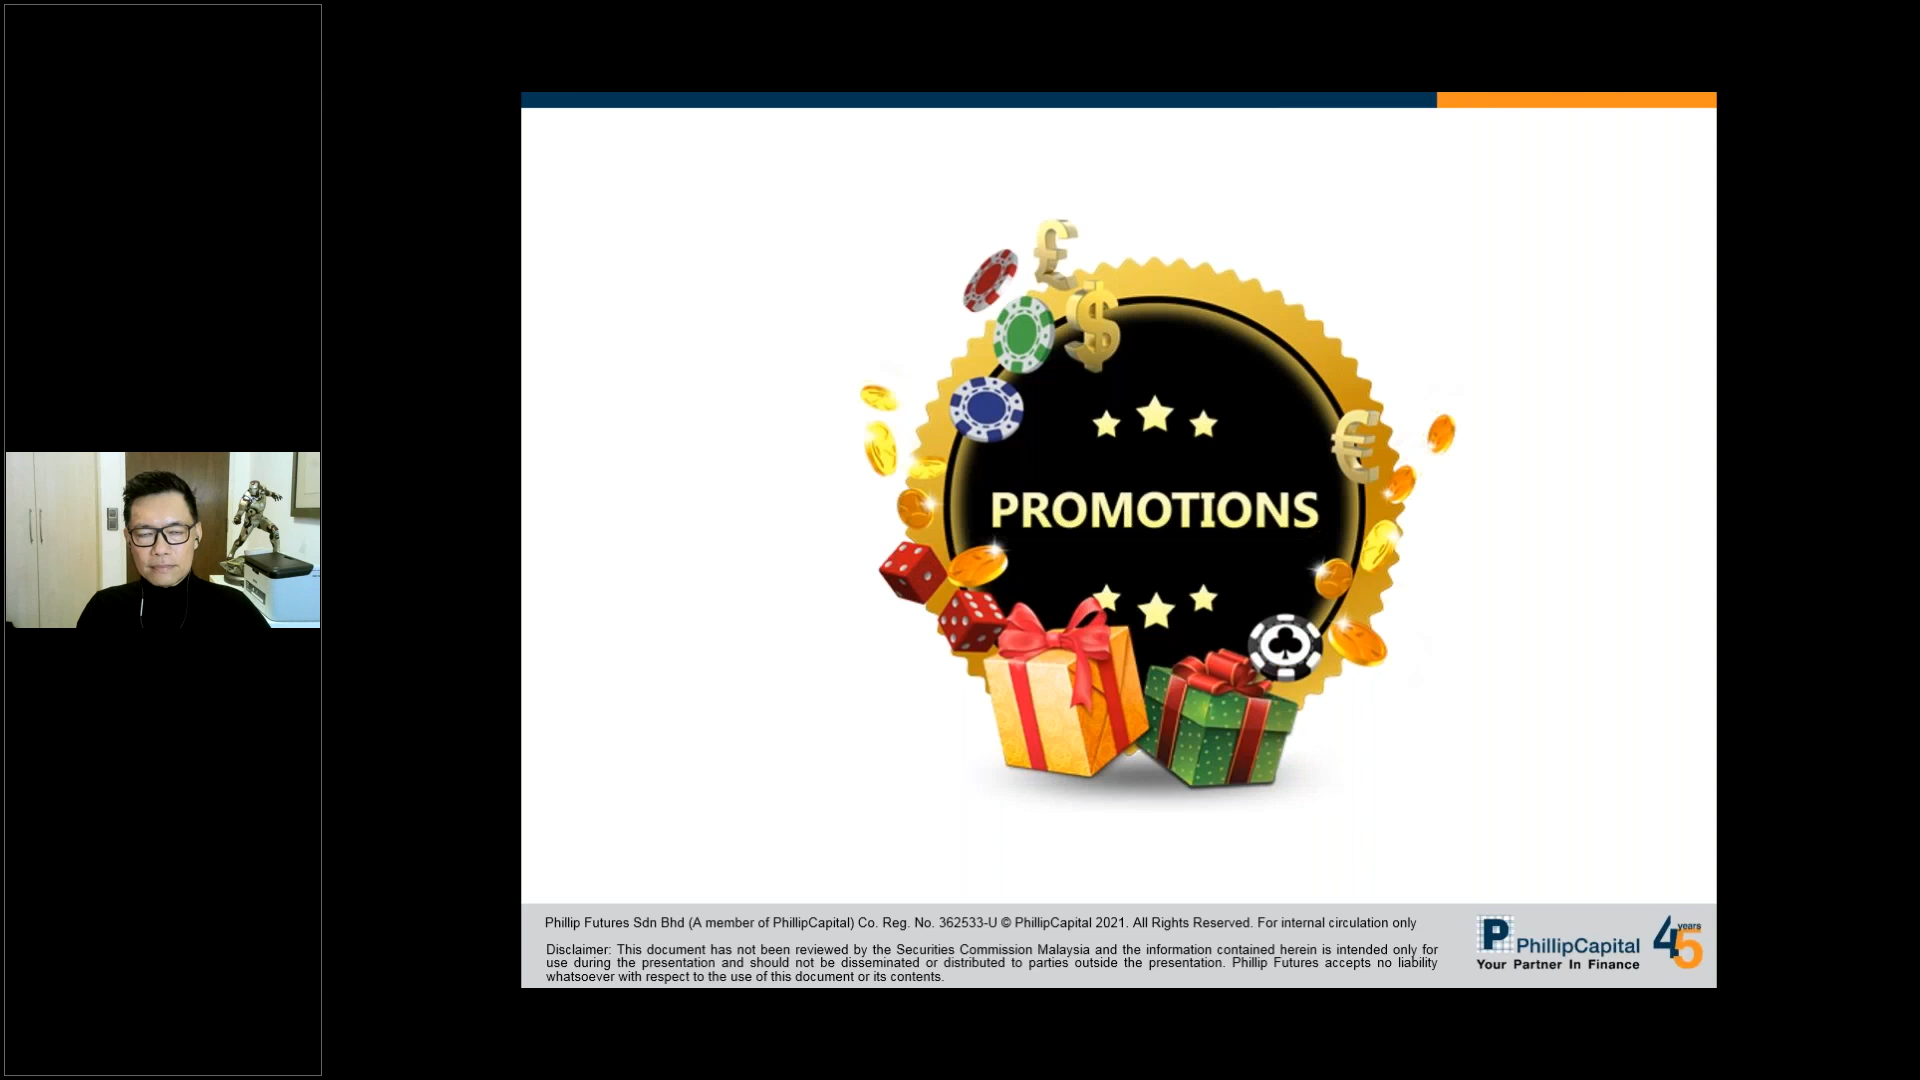 PROMOTIONS
Phillip Futures Sdn Bhd (A member of PhillipCapital) Co. Reg. No. 362533-U © PhillipCapital 2021. All Rights Reserved. For internal circulation only
Disclaimer: This document has not been reviewed by the Securities Commission Malaysia and the information contained herein is intended only for
use during the presentation and should not be disseminated or distributed to parties outside the presentation. Phillip Futures accepts no liability
whatsoever with respect to the use of this document or its contents.
P PhillipCapital
Your Partner In Finance
45 years